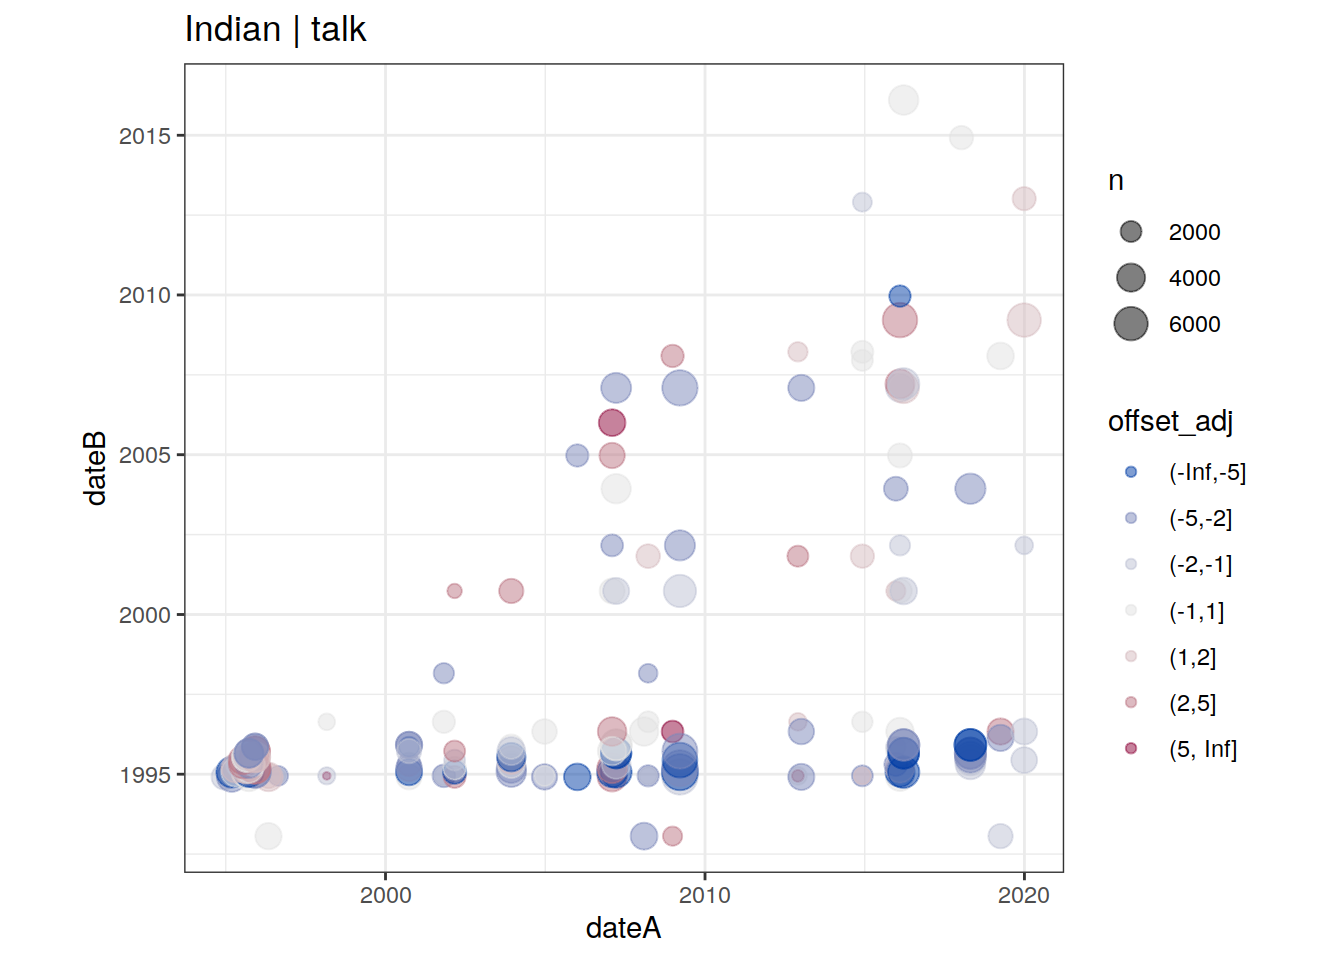 Indian | talk
2015
2010
2005
2000
1995
dateB
2000
2010
2020
dateA
n
2000
4000
6000
offset_adj
(-Inf,-5]
(-5,-2]
(-2,-1]
(-1,1]
(1,2]
(2,5]
(5, Inf]